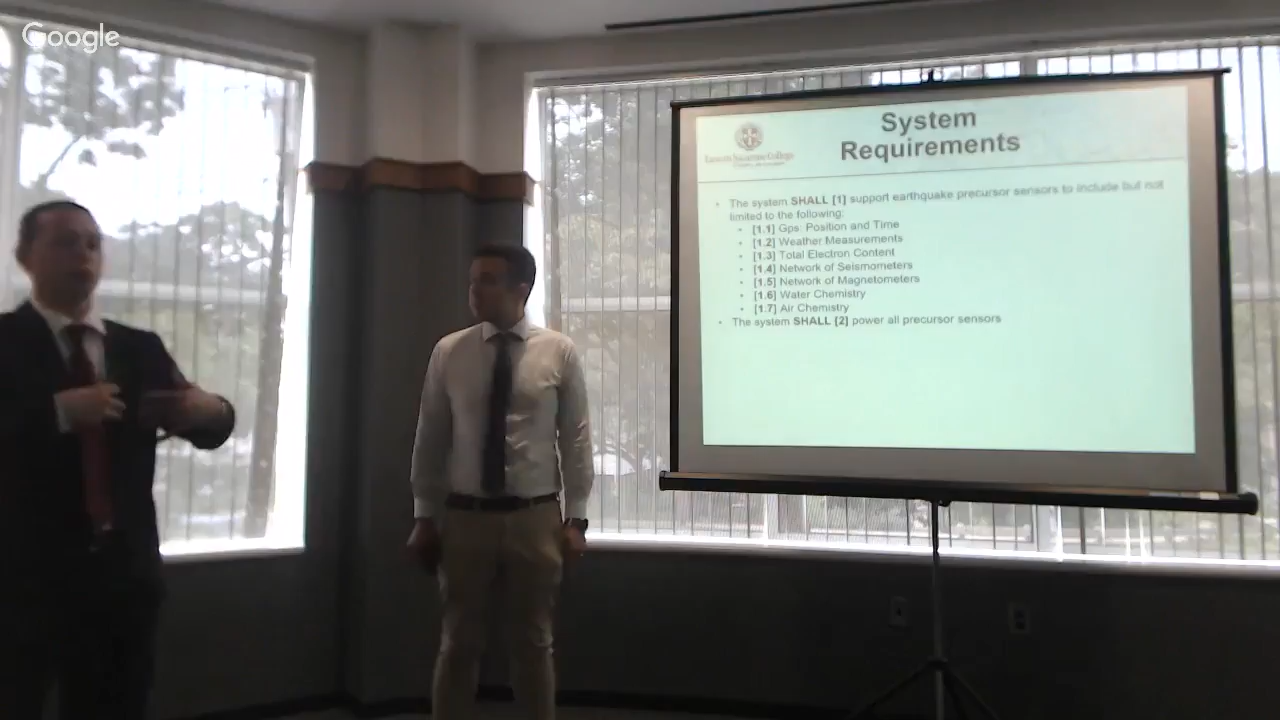 Google
System
Requirements
The system SHALL [1] support earthquake precursor sensors to include but not
limited to the following:
[1.1] Gps: Position and Time
[1.2] Weather Measurements
[1.3] Total Electron Content
[1.4] Network of Seismometers
[1.5] Network of Magnetometers
[1.6] Water Chemistry
[1.7] Air Chemistry
The system SHALL [2] power all precursor sensors